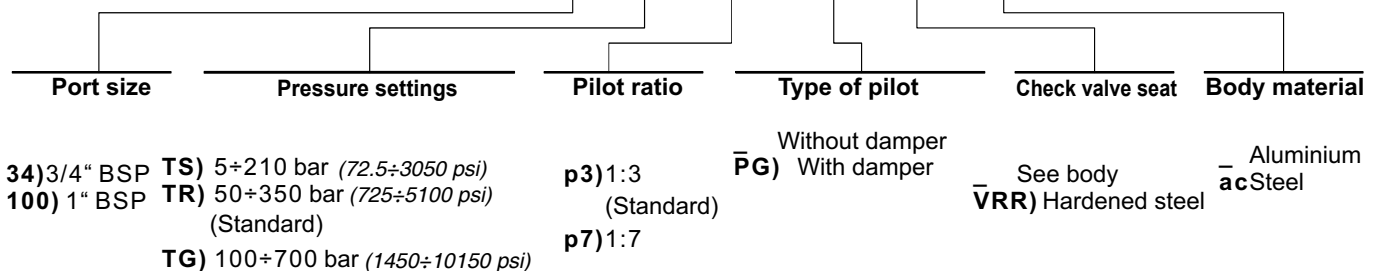 Port size Pressure settings Pilot ratio Type of pilot Check valve seat Body material
34)3/4“ BSP
100) 1“ BSP
TS) 5÷210 bar (72.5÷3050 psi)
TR) 50÷350 bar (725÷5100 psi)
(Standard)
TG) 100÷700 bar (1450÷10150 psi)
p3)1:3
(Standard)
p7)1:7
_ Without damper
PG) With damper
_ See body
VRR) Hardened steel
_ Aluminium
acSteel